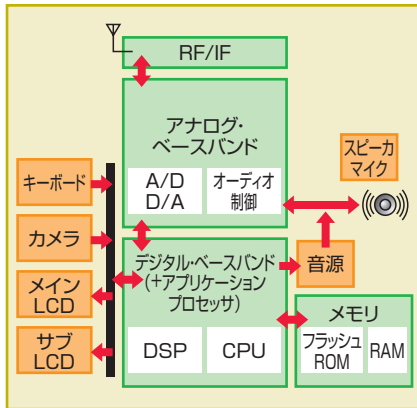 RF/IF
アナログ・
ベースバンド
A/D
D/A
オーディオ
制御
スピーカ
マイク
キーボード
カメラ
メイン
LCD
サブ
LCD
デジタル・ベースバンド
(+アプリケーション
プロセッサ)
DSP
CPU
音源
メモリ
フラッシュ
ROM
RAM